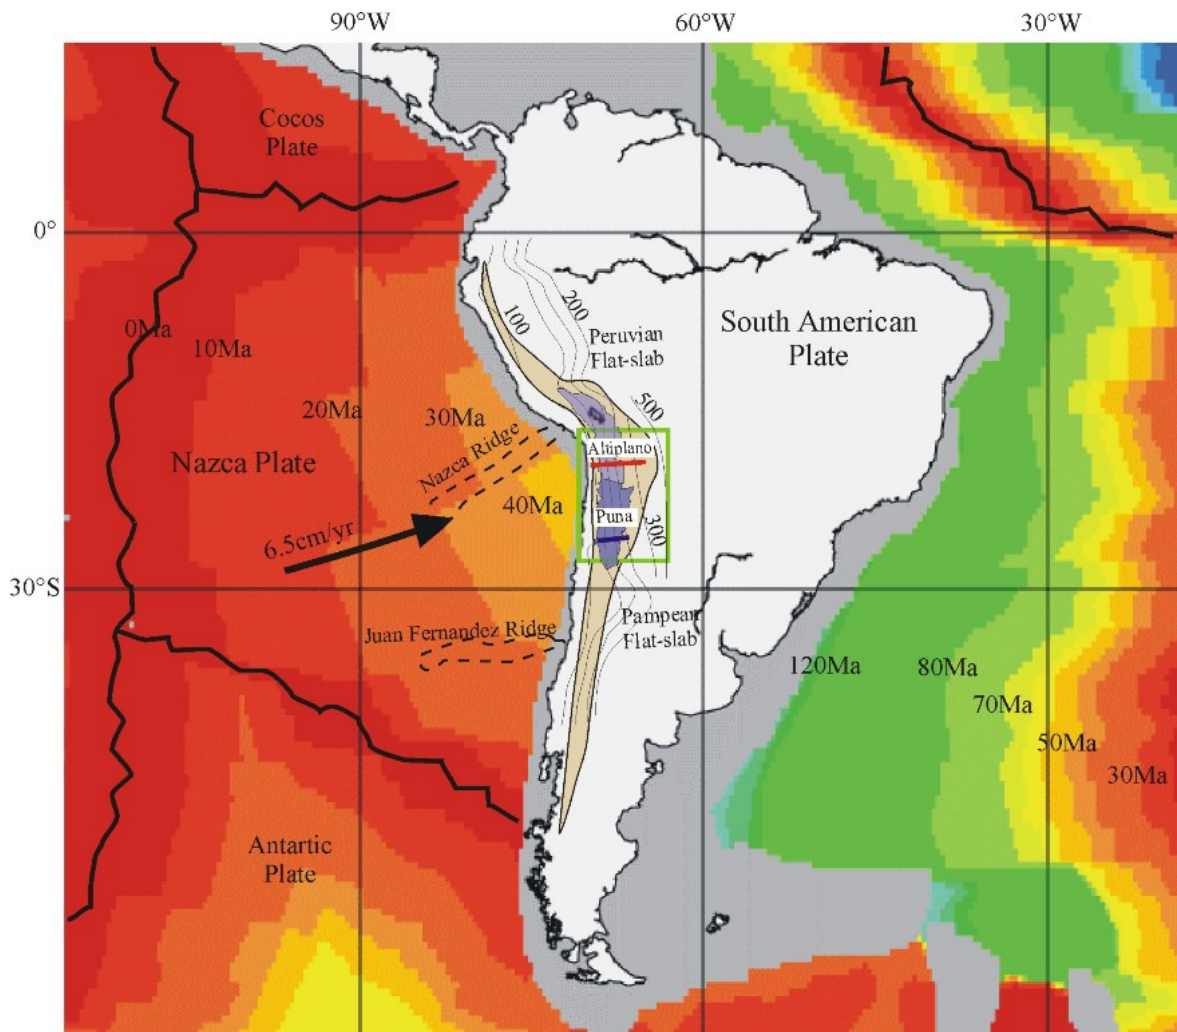 90°W
60°W
30°W
Cocos
Plate
0°
200
100
Peruvian
Flat-slab
South American
Plate
0Ma
10Ma
20Ma
30Ma
500
Nazca Ridge
Nazca Plate
Altiplano
40Ma
Puna
300
6.5cm/yr
30°S
Juan Fernandez Ridge
Pampean
Flat-slab
120Ma
80Ma
70Ma
50Ma
30Ma
Antartic
Plate